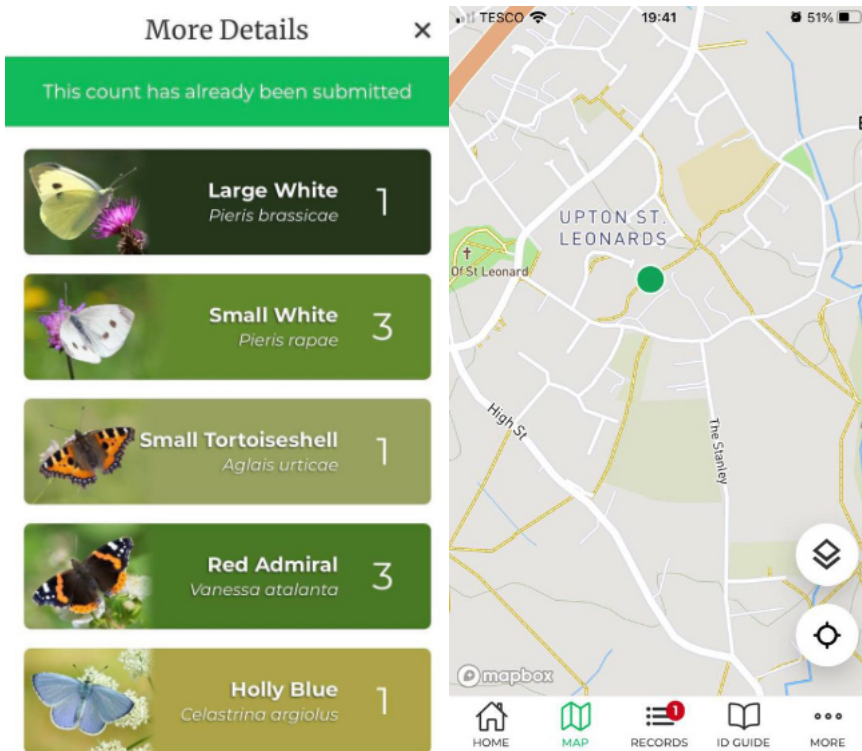 More Details ×
This count has already been submitted
Large White 1
Pieris brassicae
Small White 3
Pieris rapae
Small Tortoiseshell 1
Aglais urticae
Red Admiral 3
Vanessa atalanta
Holly Blue 1
Celastrina argiolus
TESCO 19:41 51%
UPTON ST.
LEONARDS
Of St Leonard
High St
The Stanley
mapbox
1
HOME MAP RECORDS ID GUIDE MORE